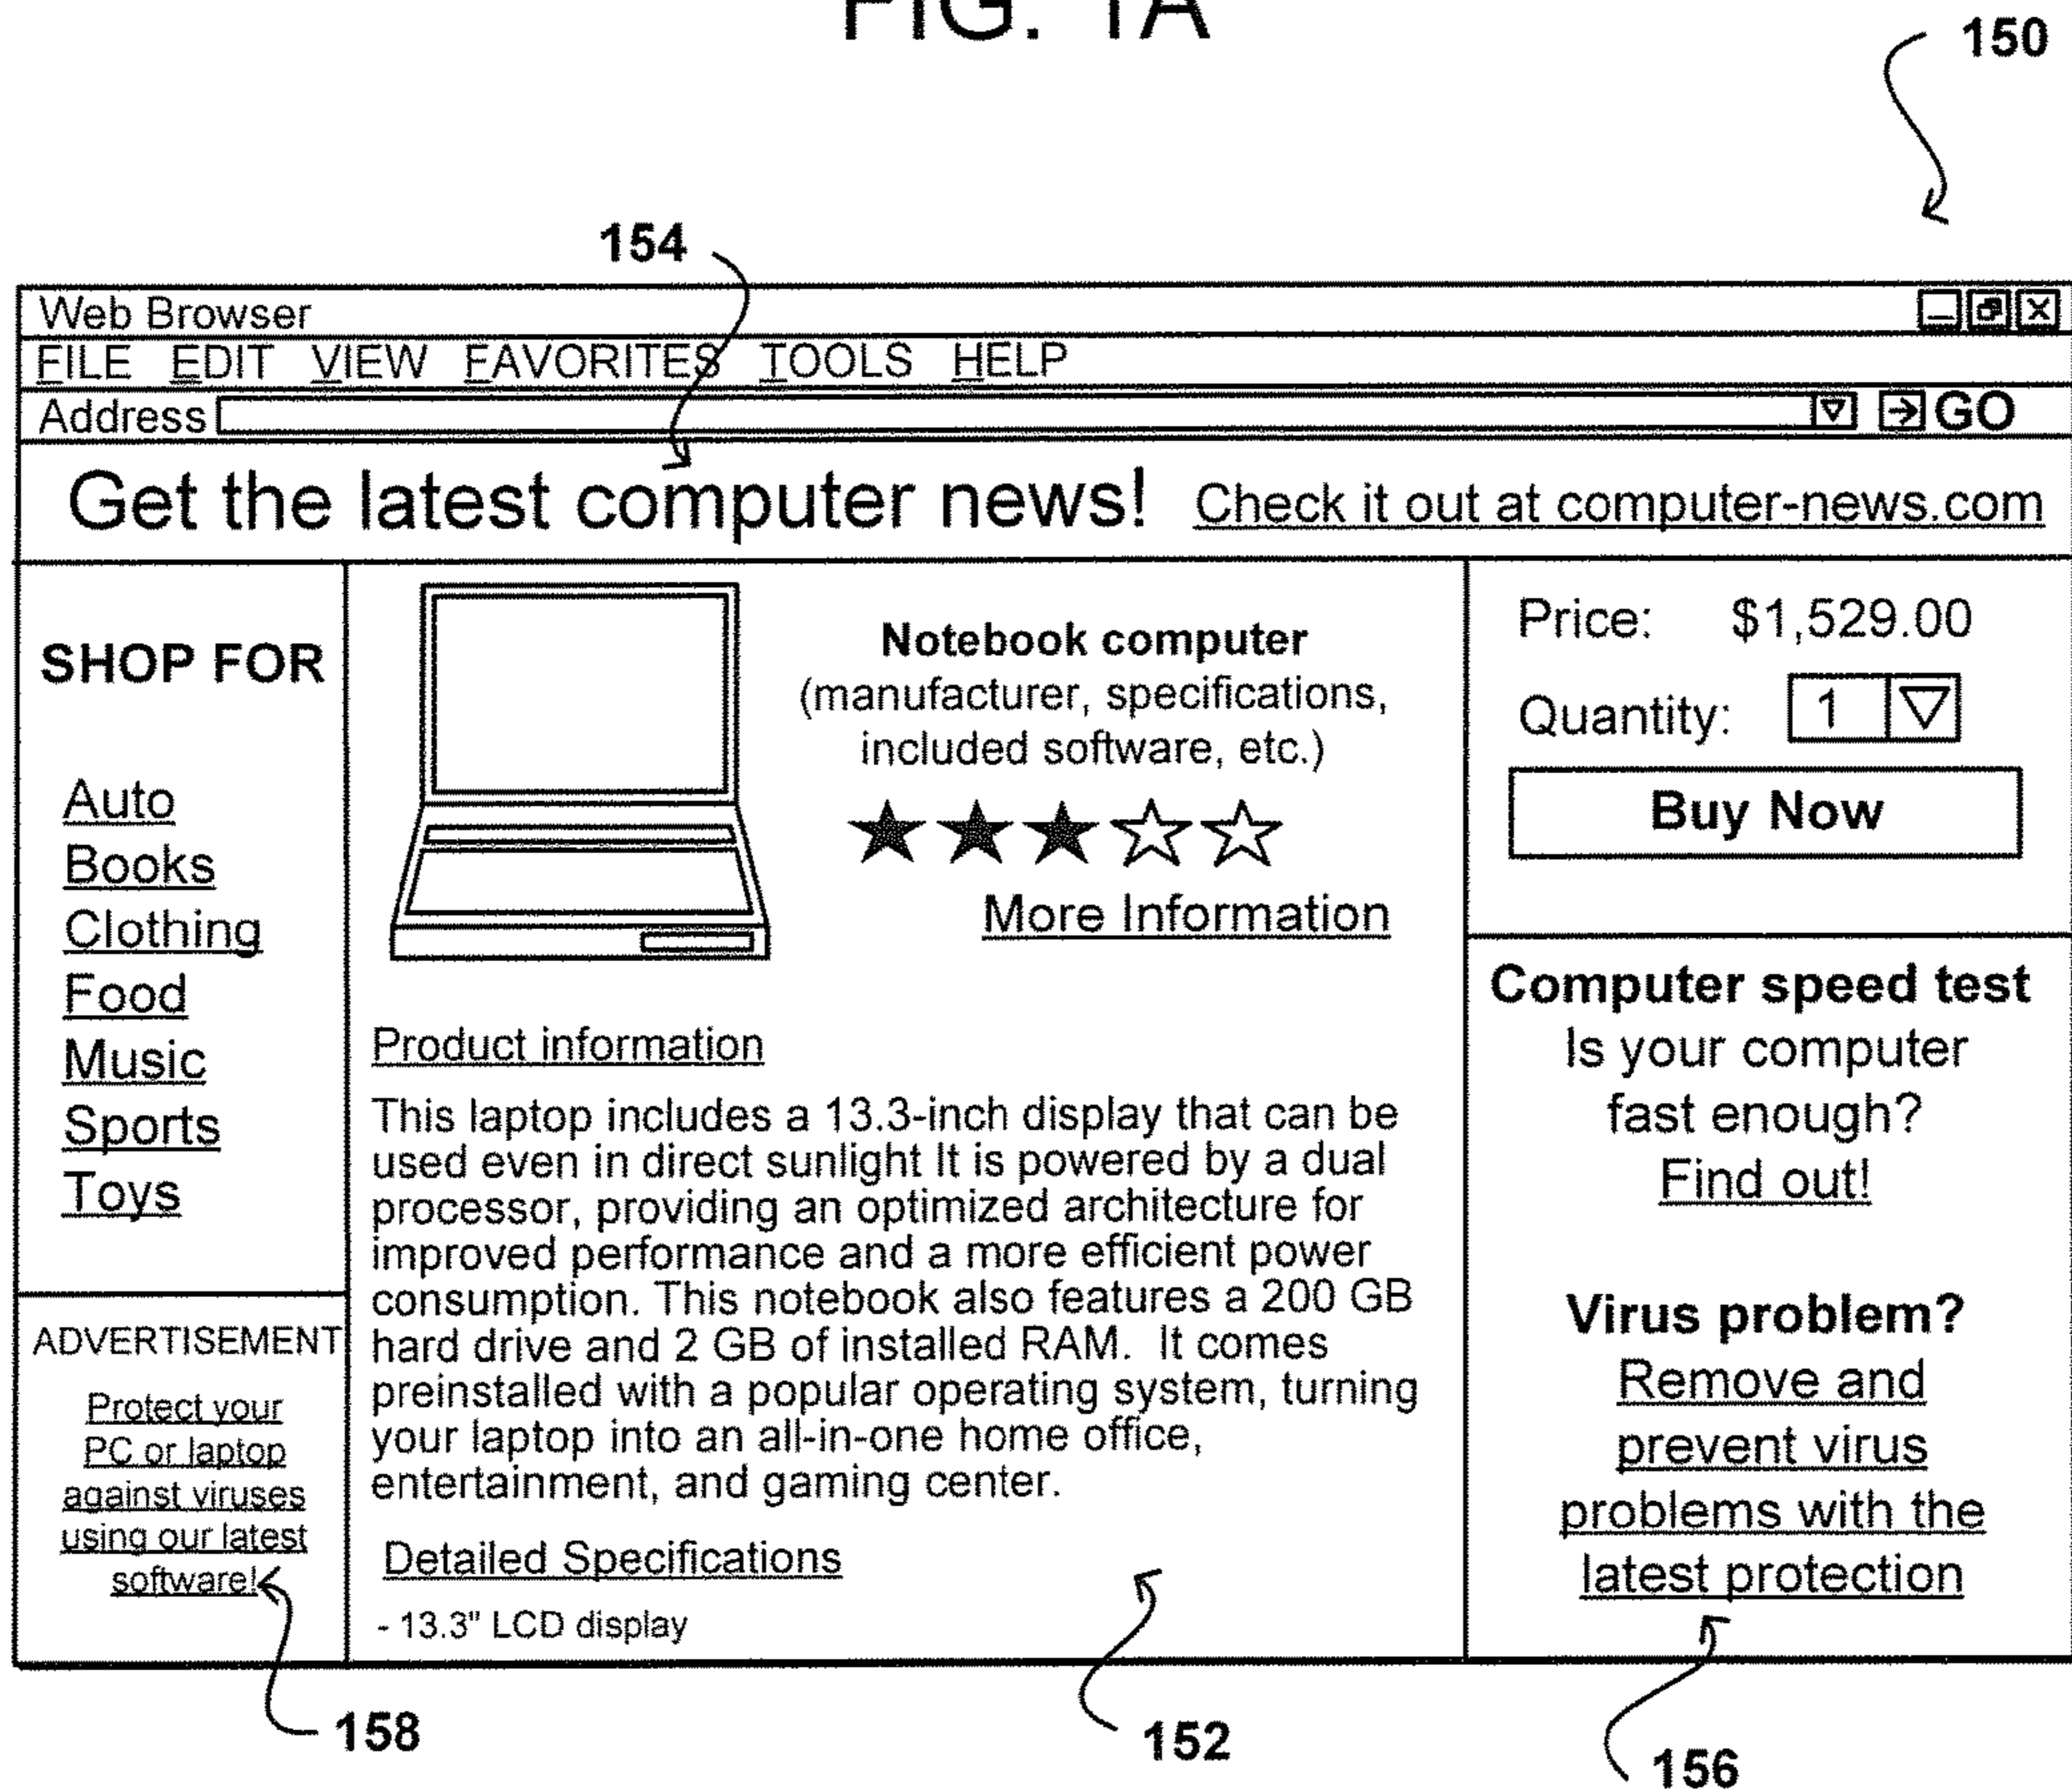 FIG. 1A
150
154
Web Browser
FILE EDIT VIEW FAVORITES TOOLS HELP
Address GO
Get the latest computer news! Check it out at computer-news.com
SHOP FOR
Auto
Books
Clothing
Food
Music
Sports
Toys
ADVERTISEMENT
Protect your
PC or laptop
against viruses
using our latest
software!
Notebook computer
(manufacturer, specifications,
included software, etc.)
More Information
Product information
This laptop includes a 13.3-inch display that can be
used even in direct sunlight It is powered by a dual
processor, providing an optimized architecture for
improved performance and a more efficient power
consumption. This notebook also features a 200 GB
hard drive and 2 GB of installed RAM. It comes
preinstalled with a popular operating system, turning
your laptop into an all-in-one home office,
entertainment, and gaming center.
Detailed Specifications
- 13.3" LCD display
Price: $1,529.00
Quantity: 1
Buy Now
Computer speed test
Is your computer
fast enough?
Find out!
Virus problem?
Remove and
prevent virus
problems with the
latest protection
158
152
156